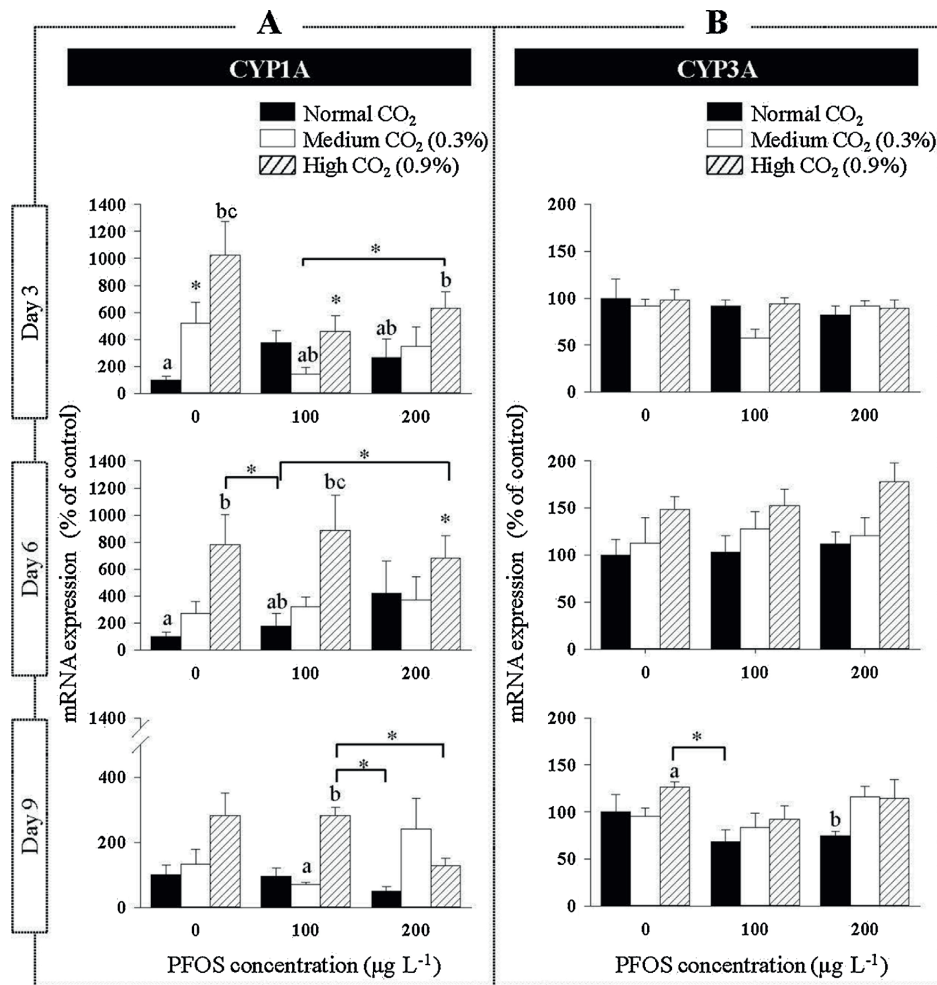 A
B
CYP1A
CYP3A
Normal CO2
Medium CO2 (0.3%)
High CO2 (0.9%)
Normal CO2
Medium CO2 (0.3%)
High CO2 (0.9%)
Day 3
1400
1200
1000
800
600
400
200
0
a
*
bc
ab
*
*
ab
b
0
100
200
200
150
100
50
0
0
100
200
mRNA expression (% of control)
mRNA expression (% of control)
Day 6
1400
1200
1000
800
600
400
200
0
a
b
*
ab
bc
*
*
0
100
200
200
150
100
50
0
0
100
200
Day 9
1400
400
200
0
a
b
*
*
0
100
200
200
150
100
50
0
a
*
b
0
100
200
PFOS concentration (µg L-1)
PFOS concentration (µg L-1)